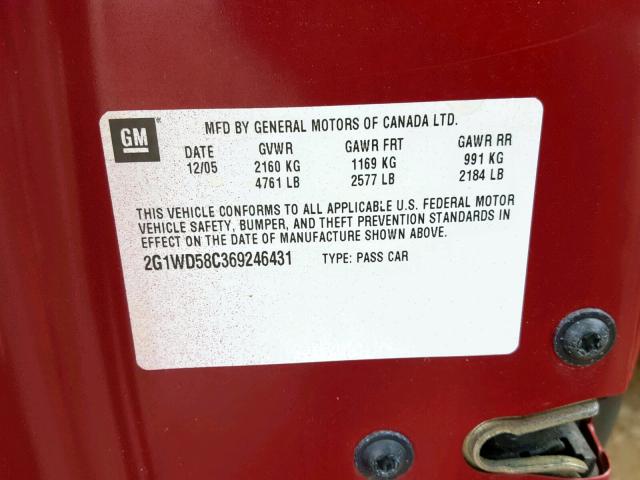 GM
MFD BY GENERAL MOTORS OF CANADA LTD.
DATE GVWR GAWR FRT GAWR RR
12/05 2160 KG 1169 KG 991 KG
4761 LB 2577 LB 2184 LB
THIS VEHICLE CONFORMS TO ALL APPLICABLE U.S. FEDERAL MOTOR
VEHICLE SAFETY, BUMPER, AND THEFT PREVENTION STANDARDS IN
EFFECT ON THE DATE OF MANUFACTURE SHOWN ABOVE.
2G1WD58C369246431 TYPE: PASS CAR